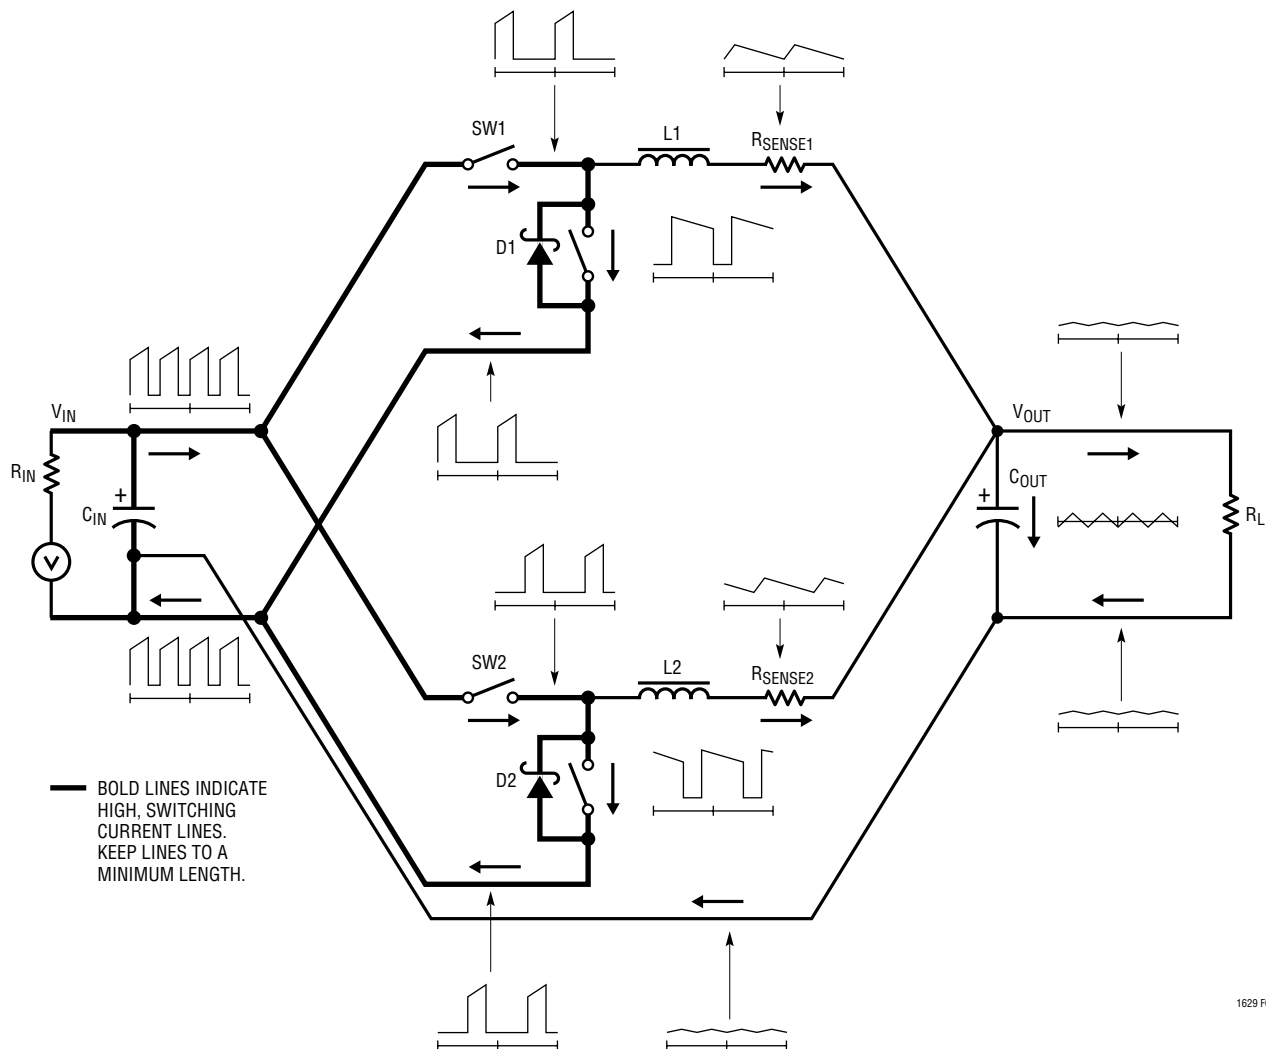 SW1
L1
RSENSE1
D1
VIN
RIN
CIN
+
V
VOUT
COUT
+
RL
SW2
L2
RSENSE2
D2
BOLD LINES INDICATE
HIGH, SWITCHING
CURRENT LINES.
KEEP LINES TO A
MINIMUM LENGTH.